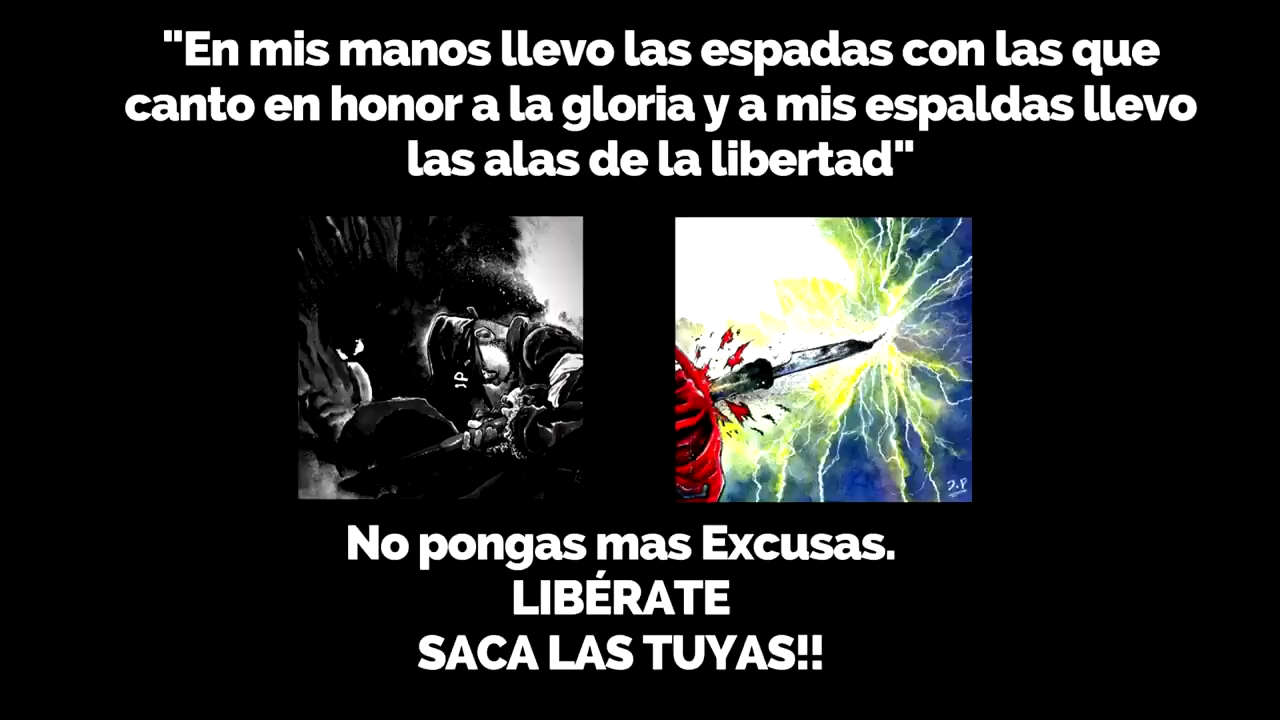 "En mis manos llevo las espadas con las que
canto en honor a la gloria y a mis espaldas llevo
las alas de la libertad"
JP
J.P
No pongas mas Excusas.
LIBÉRATE
SACA LAS TUYAS!!